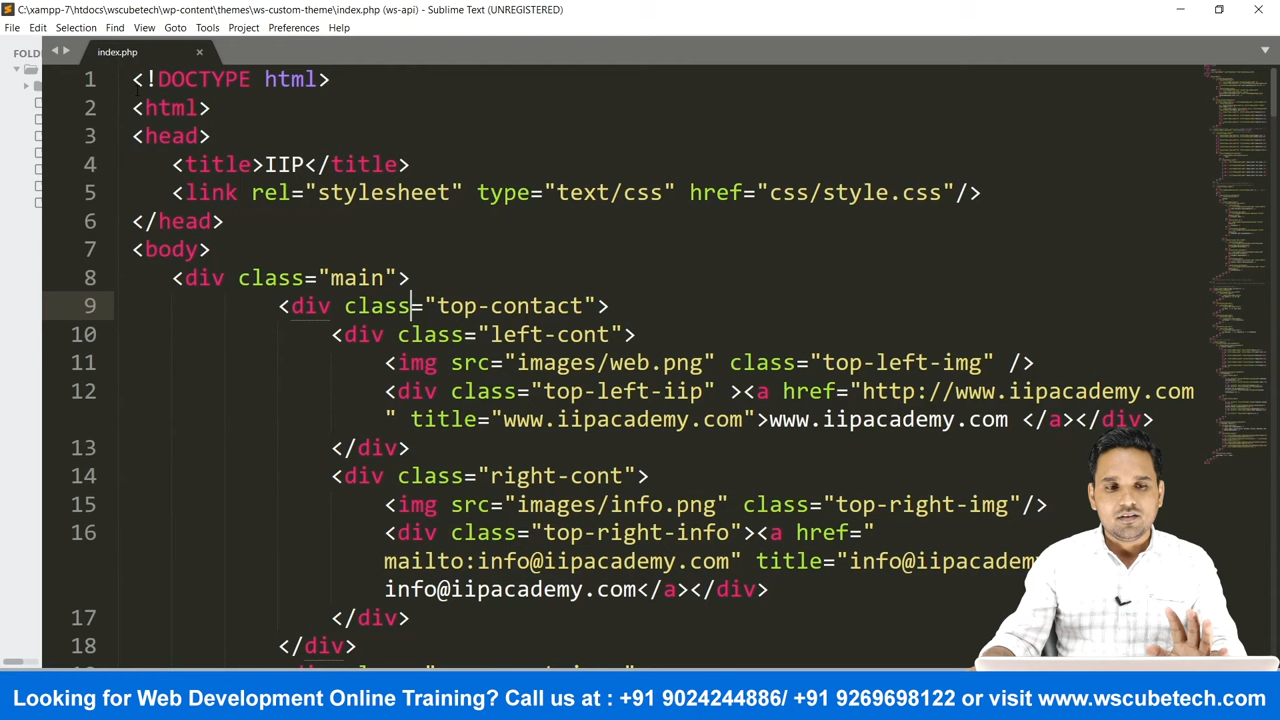 C:\xampp-7\htdocs\wscubetech\wp-content\themes\ws-custom-theme\index.php (ws-api) - Sublime Text (UNREGISTERED)
File Edit Selection Find View Goto Tools Project Preferences Help
FOLD
index.php
1 <!DOCTYPE html>
2 <html>
3 <head>
4 <title>IIP</title>
5 <link rel="stylesheet" type="text/css" href="css/style.css"/>
6 </head>
7 <body>
8 <div class="main">
9 <div class="top-contact">
10 <div class="left-cont">
11 <img src="images/web.png" class="top-left-img" />
12 <div class="top-left-iip" ><a href="http://www.iipacademy.com
" title="www.iipacademy.com">www.iipacademy.com </a></div>
13 </div>
14 <div class="right-cont">
15 <img src="images/info.png" class="top-right-img"/>
16 <div class="top-right-info"><a href="
mailto:info@iipacademy.com" title="info@iipacadem
info@iipacademy.com</a></div>
17 </div>
18 </div>
Looking for Web Development Online Training? Call us at : +91 9024244886/ +91 9269698122 or visit www.wscubetech.com